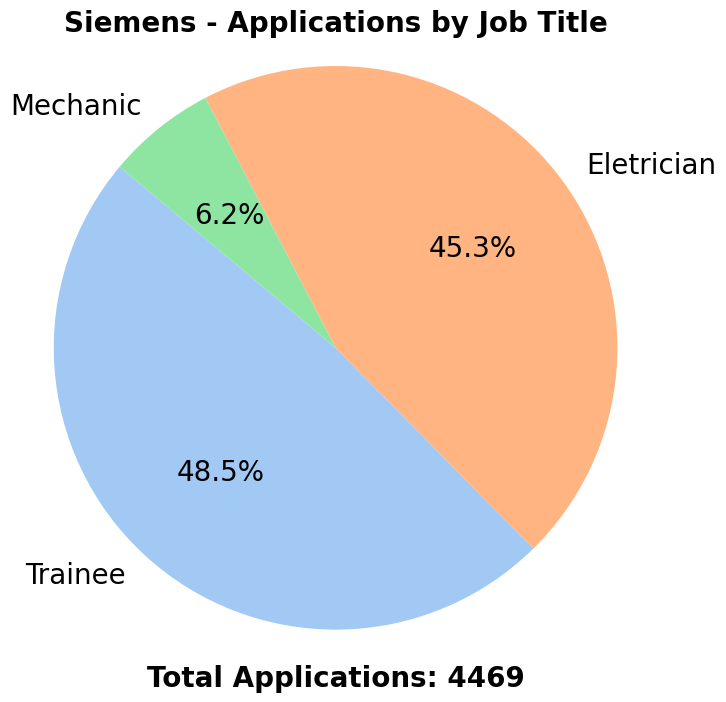 Siemens - Applications by Job Title
Mechanic
Eletrician
6.2%
45.3%
48.5%
Trainee
Total Applications: 4469